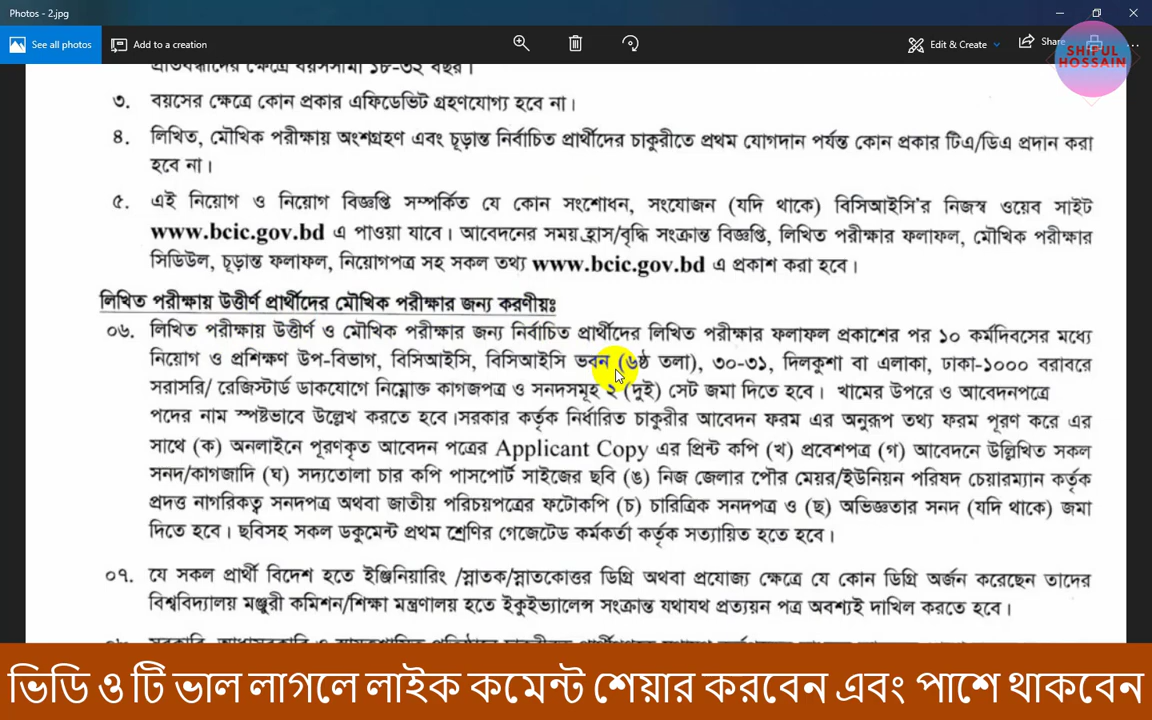 Photos - 2.jpg
See all photos
Add to a creation
Edit & Create
Share
SHIFUL
HOSSAIN
প্রতিবন্ধীদের ক্ষেত্রে বয়সসীমা ১৮-৩২ বছর।
৩. বয়সের ক্ষেত্রে কোন প্রকার এফিডেভিট গ্রহণযোগ্য হবে না।
৪. লিখিত, মৌখিক পরীক্ষায় অংশগ্রহণ এবং চূড়ান্ত নির্বাচিত প্রার্থীদের চাকুরীতে প্রথম যোগদান পর্যন্ত কোন প্রকার টিএ/ডিএ প্রদান করা
হবে না।
৫. এই নিয়োগ ও নিয়োগ বিজ্ঞপ্তি সম্পর্কিত যে কোন সংশোধন, সংযোজন (যদি থাকে) বিসিআইসি'র নিজস্ব ওয়েব সাইট
www.bcic.gov.bd এ পাওয়া যাবে। আবেদনের সময় হ্রাস/বৃদ্ধি সংক্রান্ত বিজ্ঞপ্তি, লিখিত পরীক্ষার ফলাফল, মৌখিক পরীক্ষার
সিডিউল, চূড়ান্ত ফলাফল, নিয়োগপত্র সহ সকল তথ্য www.bcic.gov.bd এ প্রকাশ করা হবে।
লিখিত পরীক্ষায় উত্তীর্ণ প্রার্থীদের মৌখিক পরীক্ষার জন্য করণীয়ঃ
০৬. লিখিত পরীক্ষায় উত্তীর্ণ ও মৌখিক পরীক্ষার জন্য নির্বাচিত প্রার্থীদের লিখিত পরীক্ষার ফলাফল প্রকাশের পর ১০ কর্মদিবসের মধ্যে
নিয়োগ ও প্রশিক্ষণ উপ-বিভাগ, বিসিআইসি, বিসিআইসি ভবন (৬ষ্ঠ তলা), ৩০-৩১, দিলকুশা বা এলাকা, ঢাকা-১০০০ বরাবরে
সরাসরি/ রেজিস্টার্ড ডাকযোগে নিম্নোক্ত কাগজপত্র ও সনদসমূহ ২ (দুই) সেট জমা দিতে হবে। খামের উপরে ও আবেদনপত্রে
পদের নাম স্পষ্টভাবে উল্লেখ করতে হবে।সরকার কর্তৃক নির্ধারিত চাকুরীর আবেদন ফরম এর অনুরূপ তথ্য ফরম পূরণ করে এর
সাথে (ক) অনলাইনে পূরণকৃত আবেদন পত্রের Applicant Copy এর প্রিন্ট কপি (খ) প্রবেশপত্র (গ) আবেদনে উল্লিখিত সকল
সনদ/কাগজাদি (ঘ) সদ্যতোলা চার কপি পাসপোর্ট সাইজের ছবি (ঙ) নিজ জেলার পৌর মেয়র/ইউনিয়ন পরিষদ চেয়ারম্যান কর্তৃক
প্রদত্ত নাগরিকত্ব সনদপত্র অথবা জাতীয় পরিচয়পত্রের ফটোকপি (চ) চারিত্রিক সনদপত্র ও (ছ) অভিজ্ঞতার সনদ (যদি থাকে) জমা
দিতে হবে। ছবিসহ সকল ডকুমেন্ট প্রথম শ্রেণির গেজেটেড কর্মকর্তা কর্তৃক সত্যায়িত হতে হবে।
০৭. যে সকল প্রার্থী বিদেশ হতে ইঞ্জিনিয়ারিং /স্নাতক/স্নাতকোত্তর ডিগ্রি অথবা প্রযোজ্য ক্ষেত্রে যে কোন ডিগ্রি অর্জন করেছেন তাদের
বিশ্ববিদ্যালয় মঞ্জুরী কমিশন/শিক্ষা মন্ত্রণালয় হতে ইকুইভ্যালেন্স সংক্রান্ত যথাযথ প্রত্যয়ন পত্র অবশ্যই দাখিল করতে হবে।
ভিডি ও টি ভাল লাগলে লাইক কমেন্ট শেয়ার করবেন এবং পাশে থাকবেন